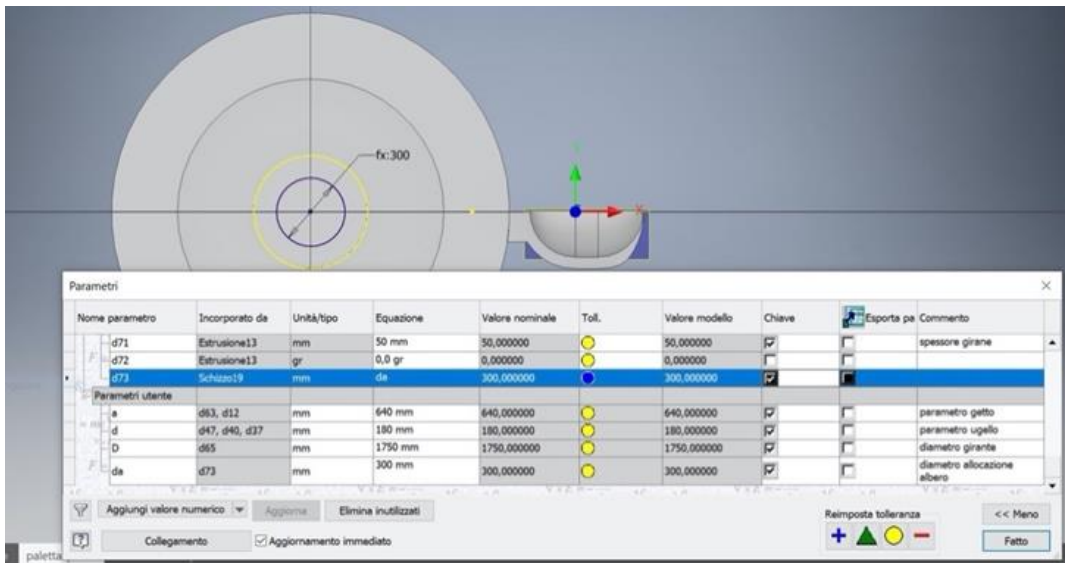 fx:300
Y
X
Parametri
Nome parametro Incorporato da Unità/tipo Equazione Valore nominale Toll. Valore modello Chiave Esporta pa Commento
d71 Estrusione13 mm 50 mm 50,000000 50,000000 spessore girane
d72 Estrusione13 gr 0,0 gr 0,000000 0,000000
d73 Schizzo19 mm da 300,000000 300,000000
Parametri utente
a d63, d12 mm 640 mm 640,000000 640,000000 parametro getto
d d47, d40, d37 mm 180 mm 180,000000 180,000000 parametro ugello
D d65 mm 1750 mm 1750,000000 1750,000000 diametro girante
da d73 mm 300 mm 300,000000 300,000000 diametro allocazione
albero
Aggiungi valore numerico Aggiorna Elimina inutilizzati
Reimposta tolleranza
<< Meno
Collegamento Aggiornamento immediato
Fatto
paletta